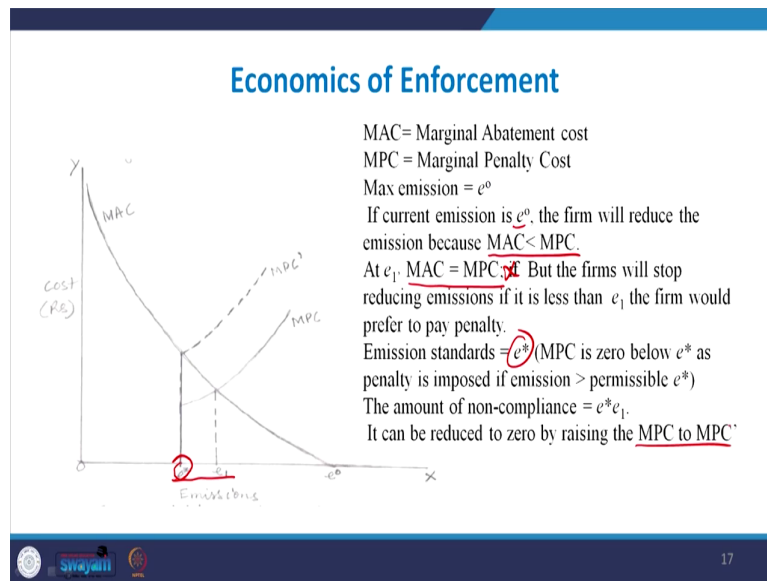 Economics of Enforcement
MAC= Marginal Abatement cost
MPC = Marginal Penalty Cost
Max emission = e⁰
If current emission is e⁰, the firm will reduce the
emission because MAC< MPC.
At e₁, MAC = MPC; if But the firms will stop
reducing emissions if it is less than e₁ the firm would
prefer to pay penalty.
Emission standards = e* (MPC is zero below e* as
penalty is imposed if emission > permissible e*)
The amount of non-compliance = e*e₁.
It can be reduced to zero by raising the MPC to MPC`
Y
MAC
MPC'
Cost
(Rs)
MPC
O
e*
e₁
e⁰
X
Emissions
swayam
17